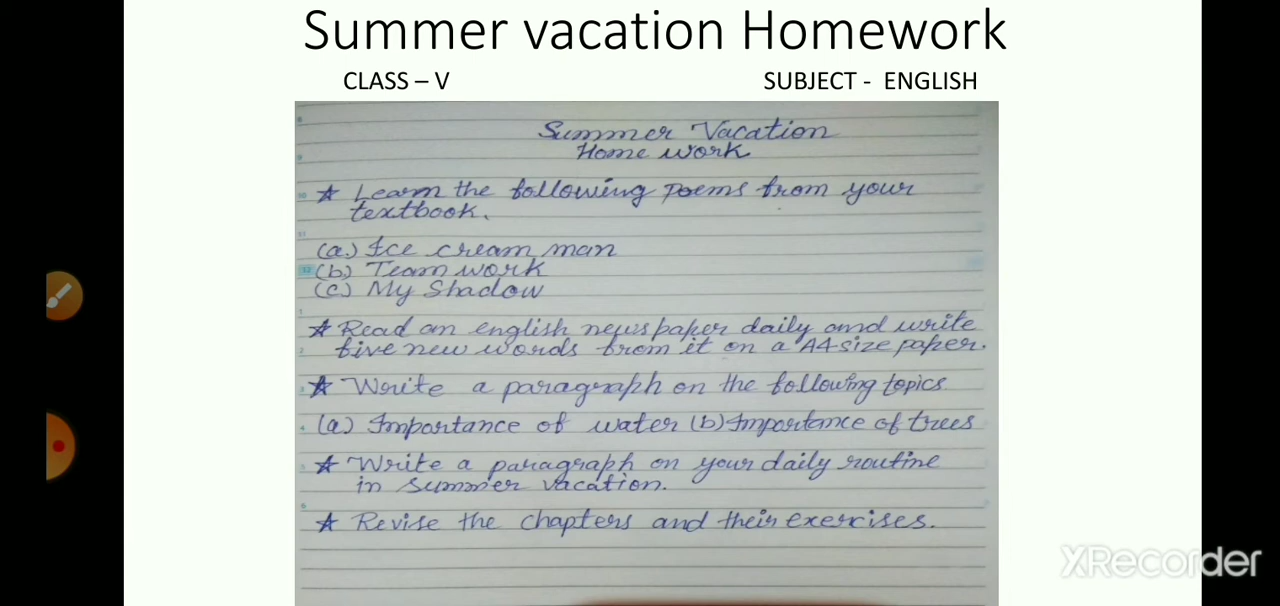 Summer vacation Homework
CLASS – V SUBJECT - ENGLISH
Summer Vacation
Home work
★ Learn the following poems from your
textbook.
(a.) Ice cream man
(b) Team work
(c) My Shadow
★ Read an english newspaper daily and write
five new words from it on a A4 size paper.
★ Write a paragraph on the following topics
(a) Importance of water (b) Importance of trees
★ Write a paragraph on your daily routine
in summer vacation.
★ Revise the chapters and their exercises.
XRecorder